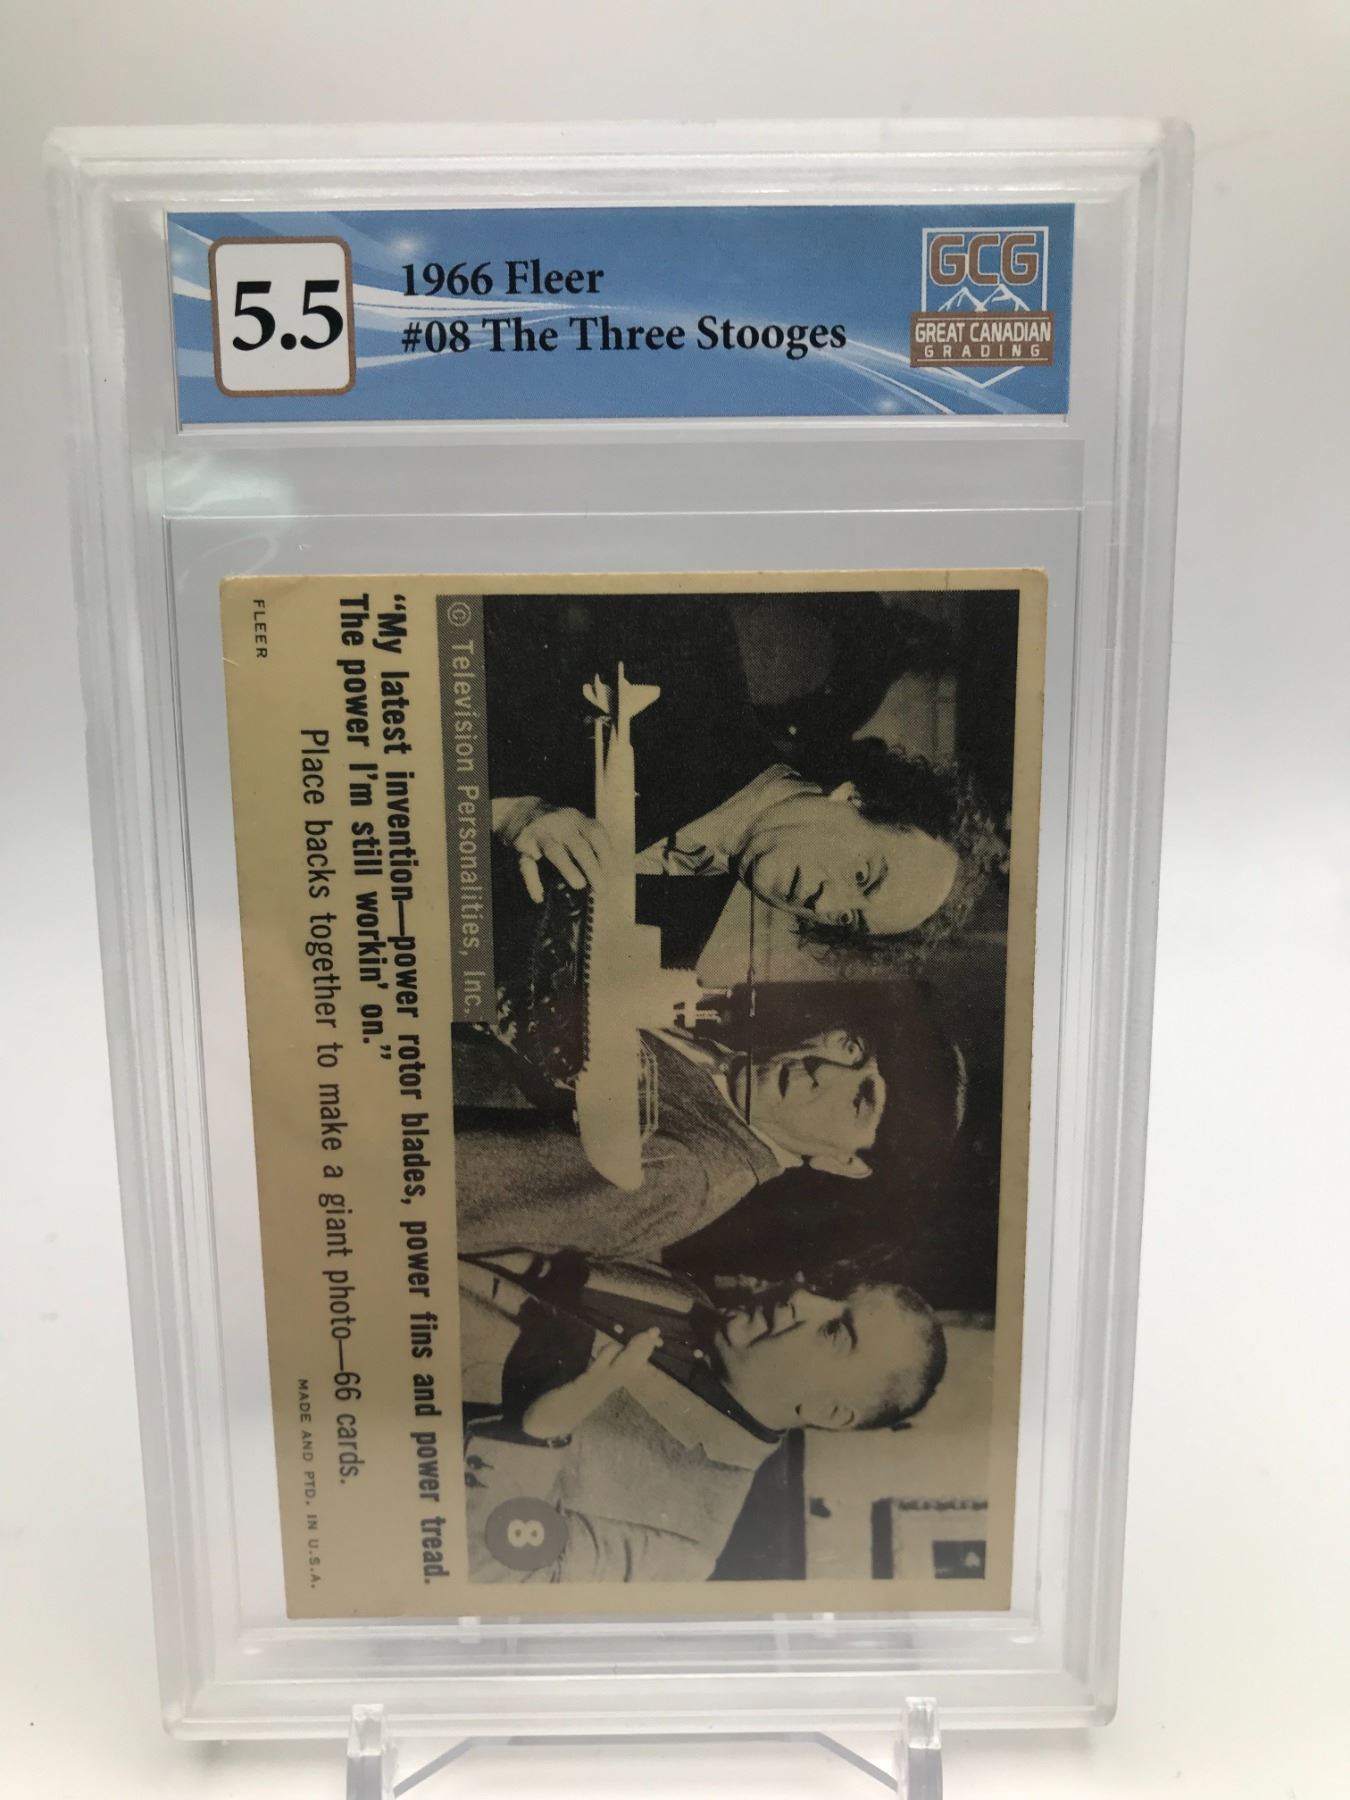 5.5
1966 Fleer
#08 The Three Stooges
GCG
GREAT CANADIAN
GRADING
© Television Personalities, Inc.
8
“My latest invention—power rotor blades, power fins and power tread.
The power I'm still workin' on.”
Place backs together to make a giant photo—66 cards.
FLEER
MADE AND PTD. IN U.S.A.